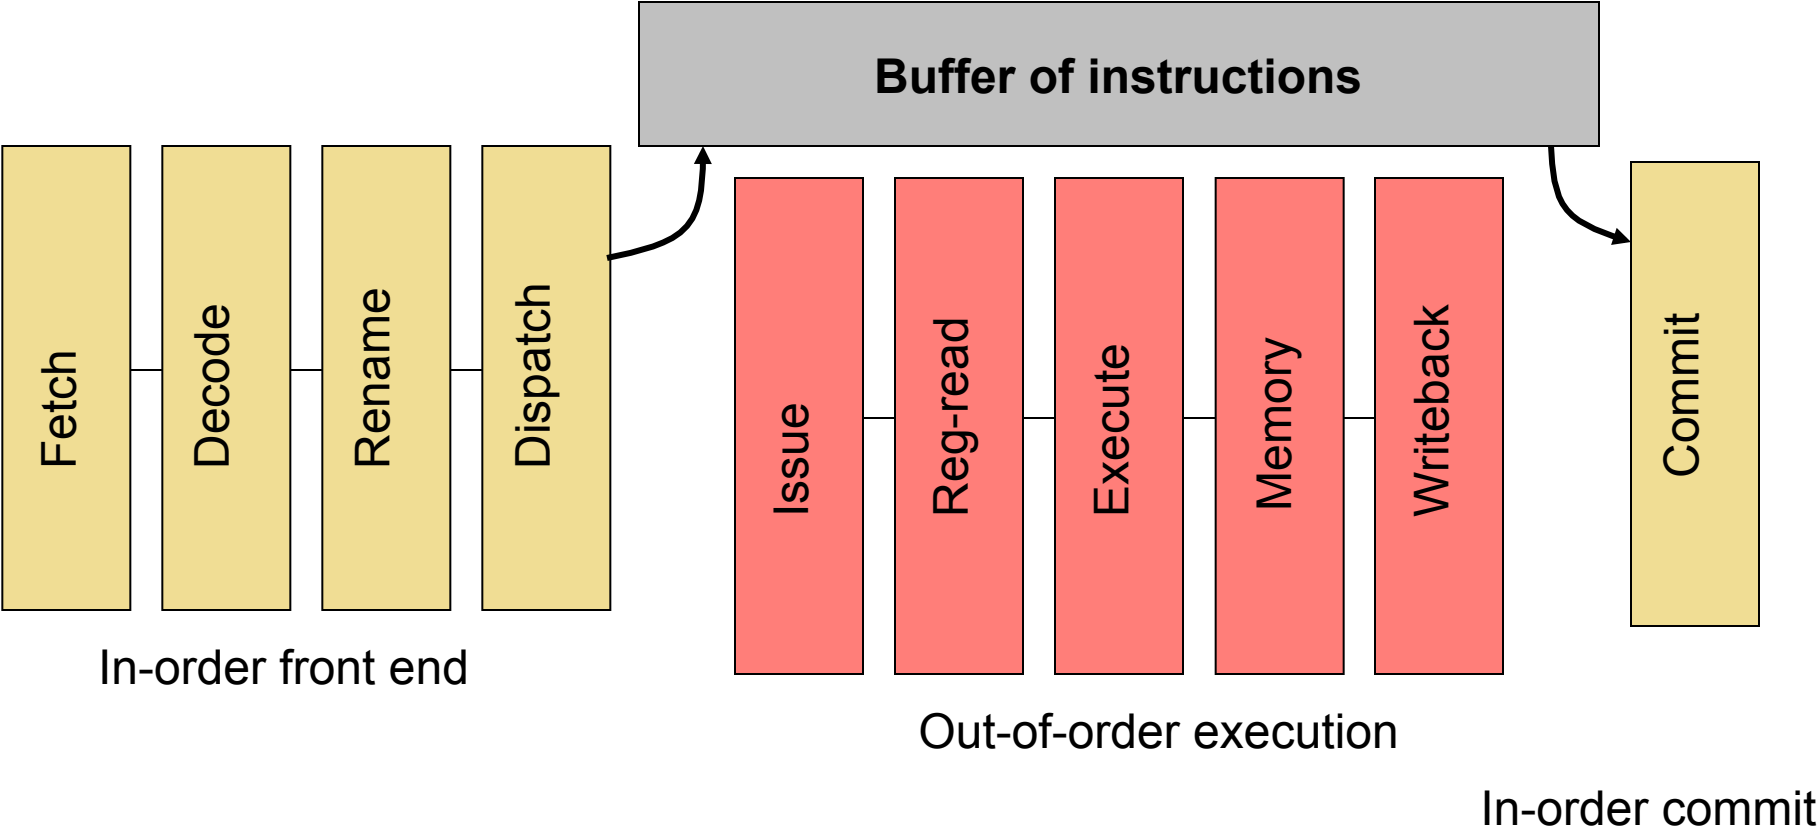 Buffer of instructions
Fetch
Decode
Rename
Dispatch
Issue
Reg-read
Execute
Memory
Writeback
Commit
In-order front end
Out-of-order execution
In-order commit